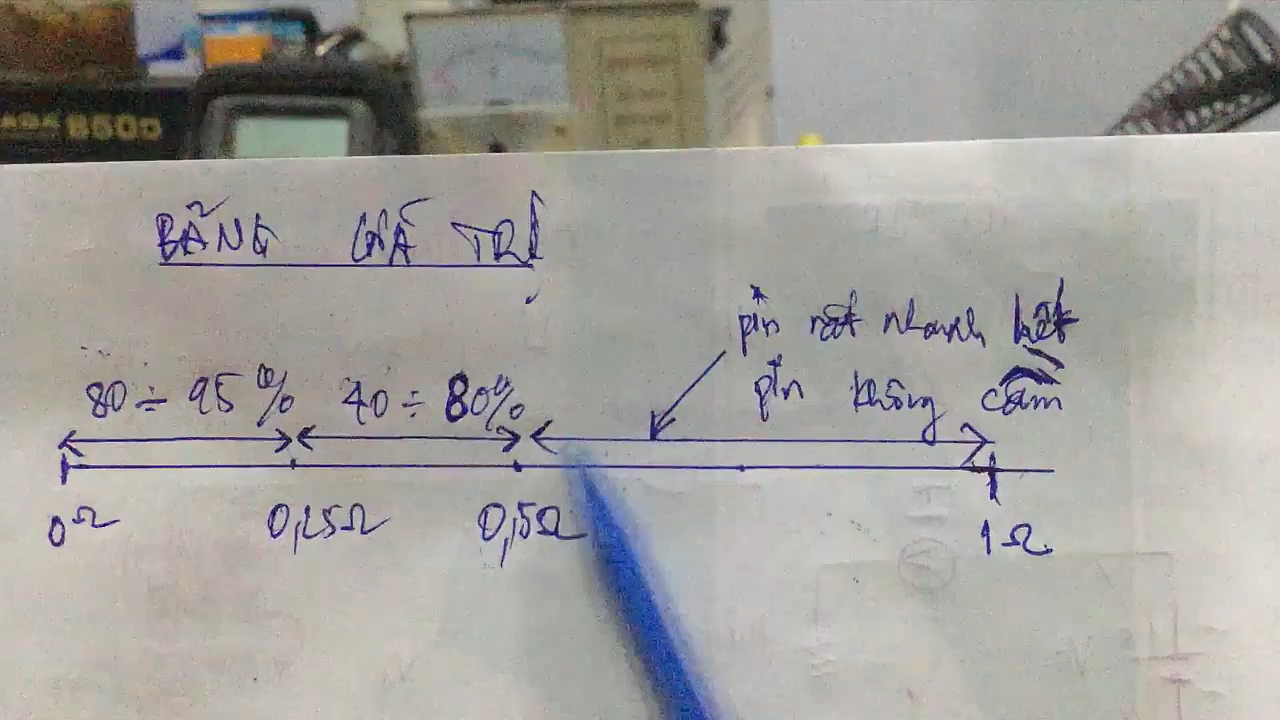 8500
BẢNG GIÁ TRỊ
pin rất nhanh hết
pin không cầm
80 ÷ 95% 40 ÷ 80%
0Ω 0,25Ω 0,5Ω 1Ω